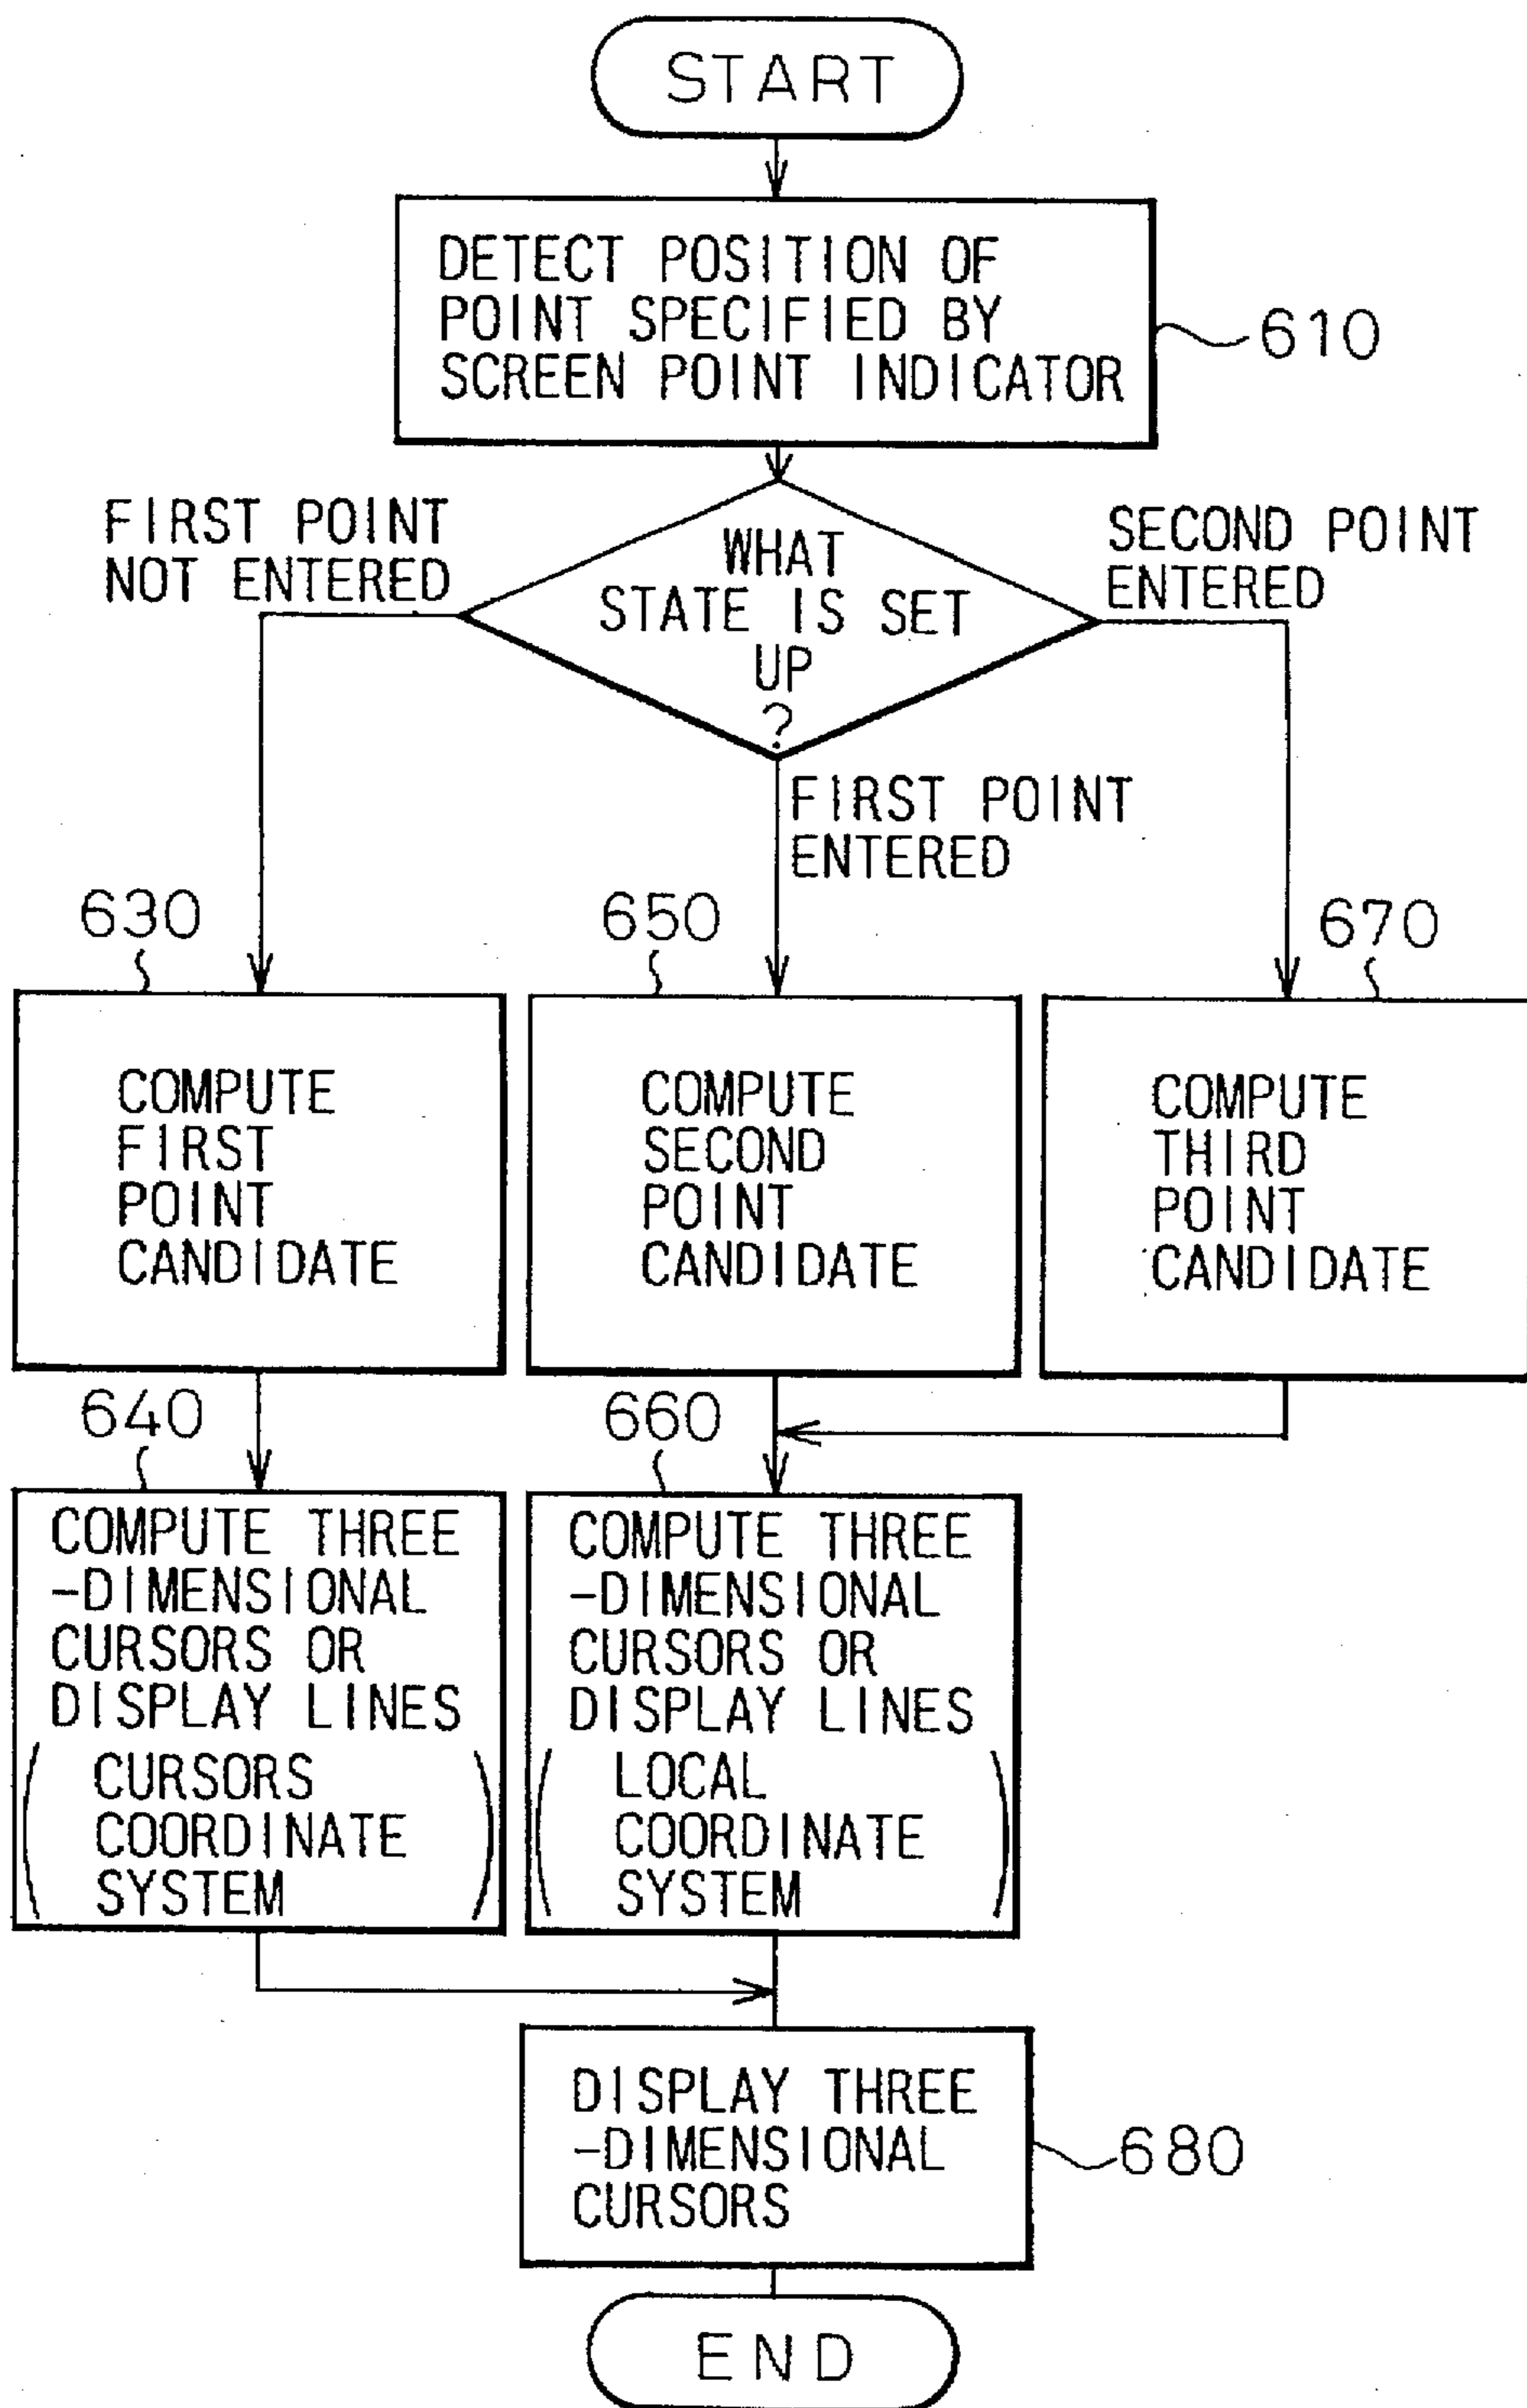 START
DETECT POSITION OF
POINT SPECIFIED BY
SCREEN POINT INDICATOR
610
FIRST POINT
NOT ENTERED
WHAT
STATE IS SET
UP
?
SECOND POINT
ENTERED
FIRST POINT
ENTERED
630
COMPUTE
FIRST
POINT
CANDIDATE
650
COMPUTE
SECOND
POINT
CANDIDATE
670
COMPUTE
THIRD
POINT
CANDIDATE
640
COMPUTE THREE
-DIMENSIONAL
CURSORS OR
DISPLAY LINES
( CURSORS
COORDINATE
SYSTEM )
660
COMPUTE THREE
-DIMENSIONAL
CURSORS OR
DISPLAY LINES
( LOCAL
COORDINATE
SYSTEM )
DISPLAY THREE
-DIMENSIONAL
CURSORS
680
END